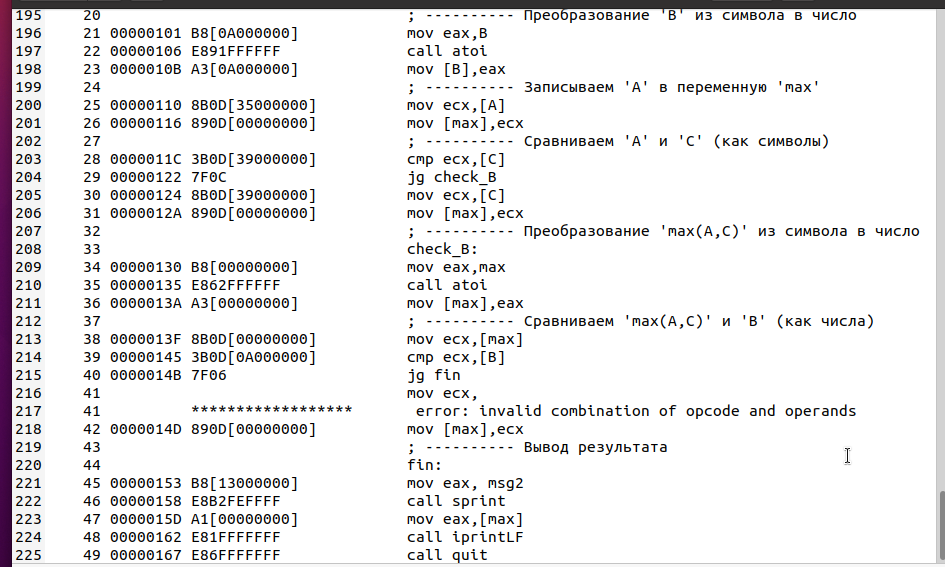 195 20 ; ---------- Преобразование 'B' из символа в число
196 21 00000101 B8[0A000000] mov eax,B
197 22 00000106 E891FFFFFF call atoi
198 23 0000010B A3[0A000000] mov [B],eax
199 24 ; ---------- Записываем 'A' в переменную 'max'
200 25 00000110 8B0D[35000000] mov ecx,[A]
201 26 00000116 890D[00000000] mov [max],ecx
202 27 ; ---------- Сравниваем 'A' и 'C' (как символы)
203 28 0000011C 3B0D[39000000] cmp ecx,[C]
204 29 00000122 7F0C jg check_B
205 30 00000124 8B0D[39000000] mov ecx,[C]
206 31 0000012A 890D[00000000] mov [max],ecx
207 32 ; ---------- Преобразование 'max(A,C)' из символа в число
208 33 check_B:
209 34 00000130 B8[00000000] mov eax,max
210 35 00000135 E862FFFFFF call atoi
211 36 0000013A A3[00000000] mov [max],eax
212 37 ; ---------- Сравниваем 'max(A,C)' и 'B' (как числа)
213 38 0000013F 8B0D[00000000] mov ecx,[max]
214 39 00000145 3B0D[0A000000] cmp ecx,[B]
215 40 0000014B 7F06 jg fin
216 41 mov ecx,
217 41 ****************** error: invalid combination of opcode and operands
218 42 0000014D 890D[00000000] mov [max],ecx
219 43 ; ---------- Вывод результата
220 44 fin:
221 45 00000153 B8[13000000] mov eax, msg2
222 46 00000158 E8B2FEFFFF call sprint
223 47 0000015D A1[00000000] mov eax,[max]
224 48 00000162 E81FFFFFFF call iprintLF
225 49 00000167 E86FFFFFFF call quit